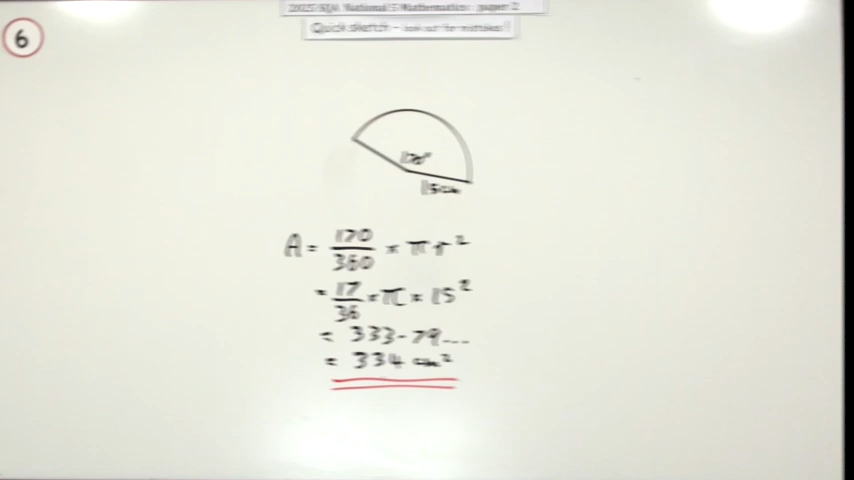 2025 SQA National 5 Mathematics: paper 2
Quick sketch - look out for mistakes!!
6
170°
15cm
A = 170/360 × πr²
= 17/36 × π × 15²
= 333.79...
= 334 cm²